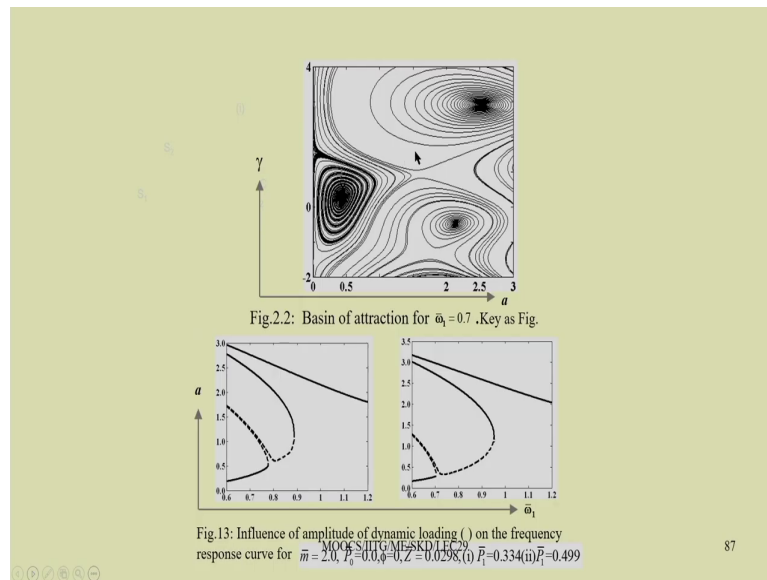 4
γ
0
-2
0 0.5 2 2.5 3
a
Fig.2.2: Basin of attraction for ω̅₁ = 0.7 .Key as Fig.
3.0 3.5
2.5 3.0
a 2.5
2.0 2.0
1.5 1.5
1.0 1.0
0.5 0.5
0.0 0.0
0.6 0.7 0.8 0.9 1 1.1 1.2 0.6 0.7 0.8 0.9 1 1.1 1.2
ω̅₁
Fig.13: Influence of amplitude of dynamic loading ( ) on the frequency
response curve for m̅ = 2.0, P̅₀=0.0,ϕ=0, Z̅ = 0.0298,(i) P̅₁=0.334(ii)P̅₁=0.499
MOOCS/IITG/ME/SKD/LEC29
87